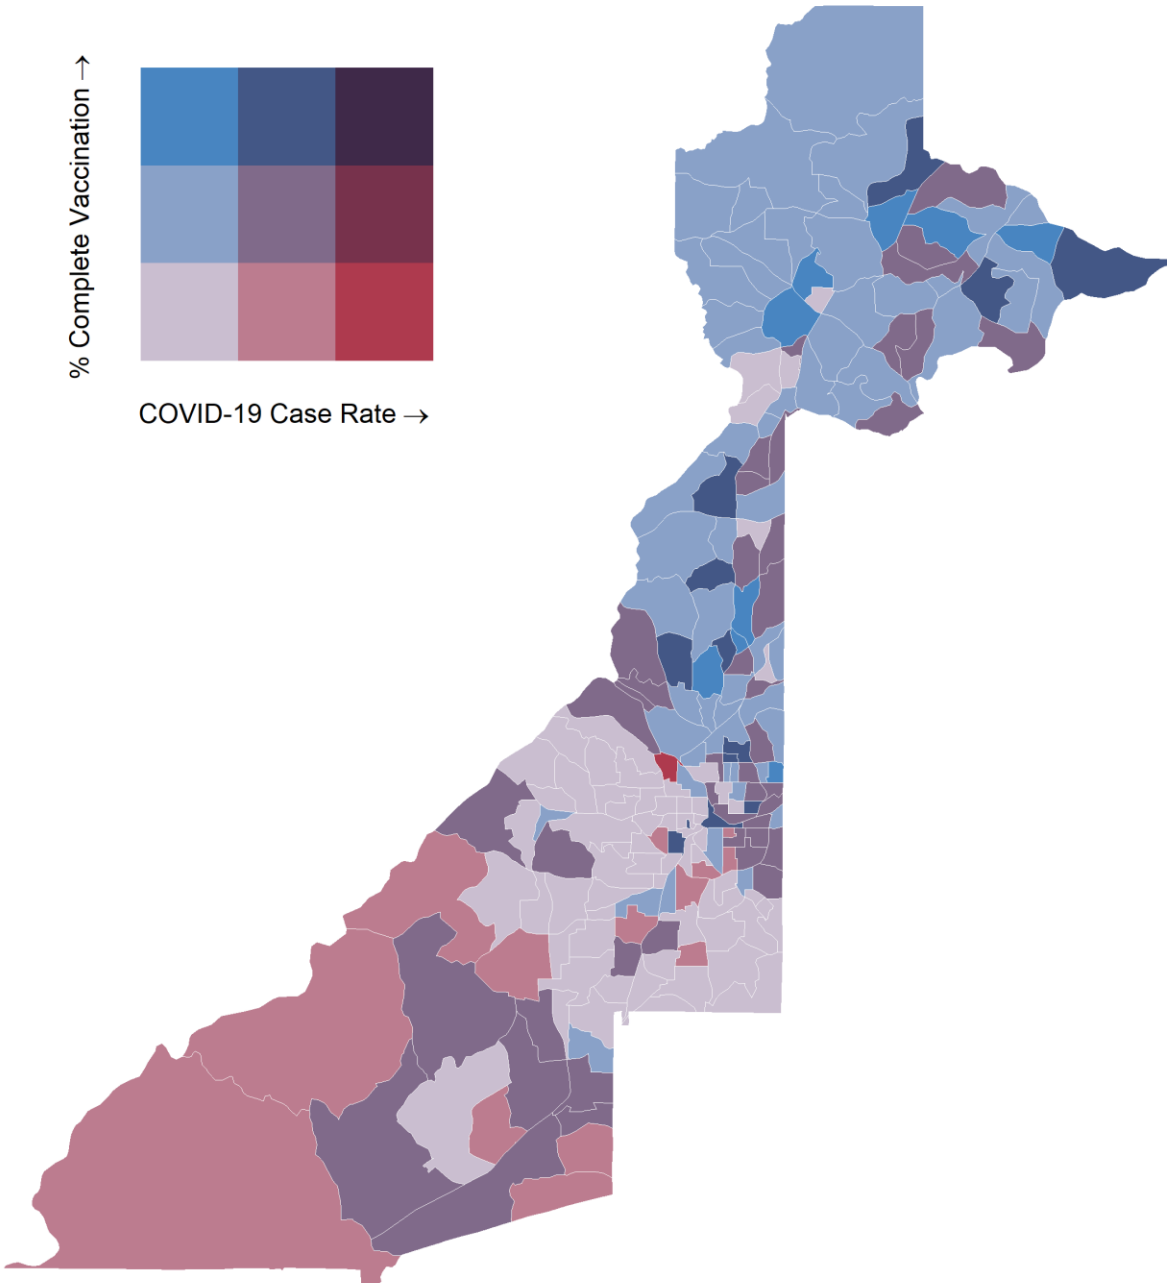 % Complete Vaccination →
COVID-19 Case Rate →